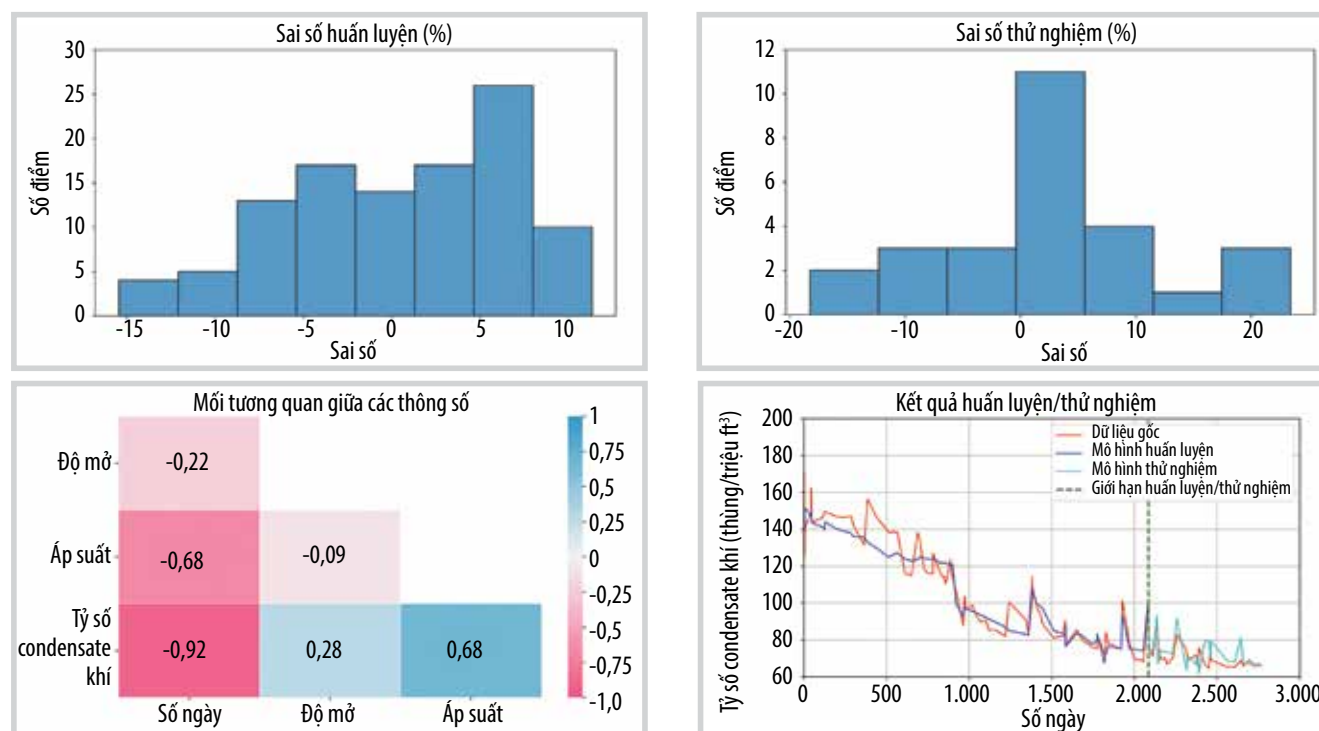 Sai số huấn luyện (%)
30
25
20
15
10
5
0
Số điểm
-15 -10 -5 0 5 10
Sai số
Sai số thử nghiệm (%)
12
10
8
6
4
2
0
Số điểm
-20 -10 0 10 20
Sai số
Mối tương quan giữa các thông số
Độ mở
Áp suất
Tỷ số
condensate
khí
-0,22
-0,68 -0,09
-0,92 0,28 0,68
Số ngày Độ mở Áp suất
1
0,75
0,5
0,25
0
-0,25
-0,5
-0,75
-1,0
Kết quả huấn luyện/thử nghiệm
Tỷ số condensate khí (thùng/triệu ft³)
200
180
160
140
120
100
80
60
Dữ liệu gốc
Mô hình huấn luyện
Mô hình thử nghiệm
Giới hạn huấn luyện/thử nghiệm
0 500 1.000 1.500 2.000 2.500 3.000
Số ngày